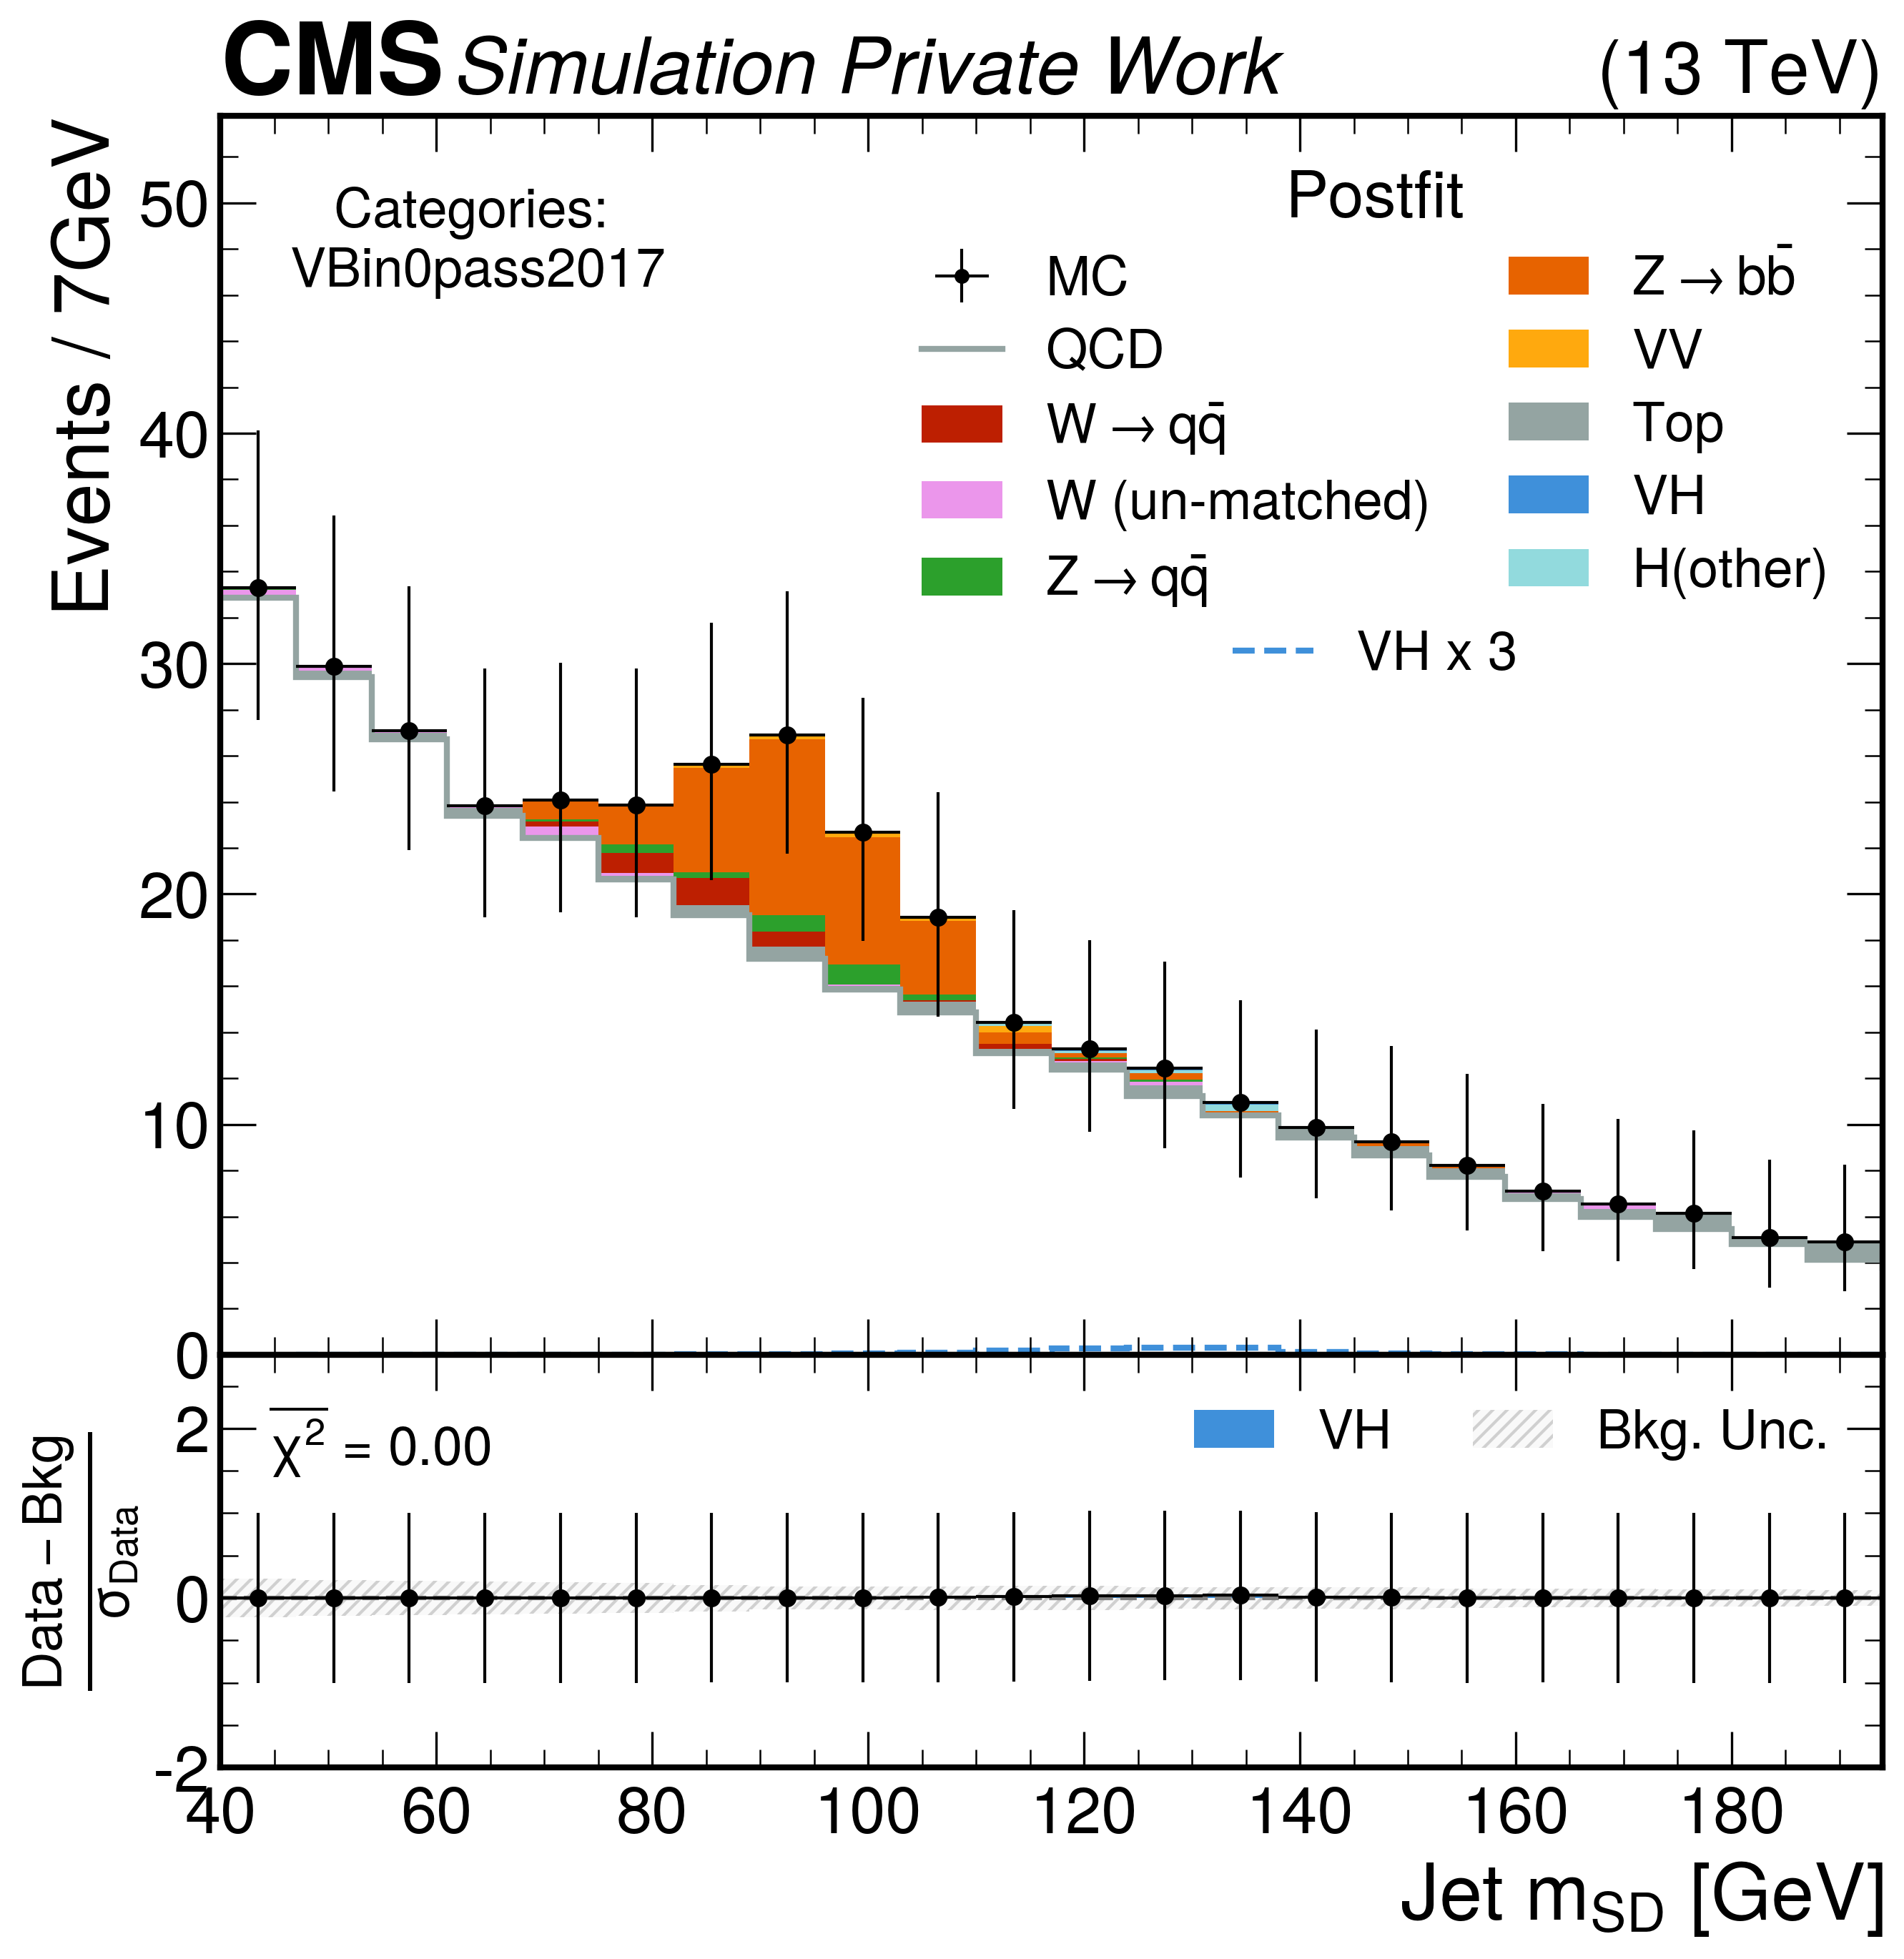 CMS Simulation Private Work (13 TeV)
Events / 7GeV
Categories:
VBin0pass2017
Postfit
MC
QCD
W → qq̄
W (un-matched)
Z → qq̄
Z → bb̄
VV
Top
VH
H(other)
VH x 3
50
40
30
20
10
0
Data − Bkg
σData
χ² = 0.00
VH
Bkg. Unc.
2
0
-2
40 60 80 100 120 140 160 180
Jet mSD [GeV]